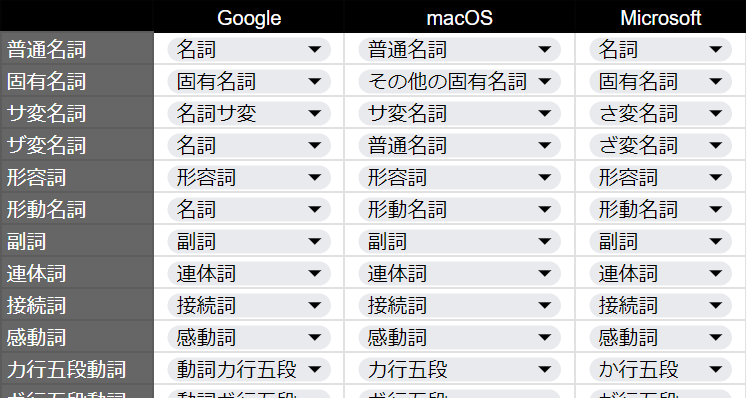 Google macOS Microsoft
普通名詞 名詞 普通名詞 名詞
固有名詞 固有名詞 その他の固有名詞 固有名詞
サ変名詞 名詞サ変 サ変名詞 さ変名詞
ザ変名詞 名詞 普通名詞 ざ変名詞
形容詞 形容詞 形容詞 形容詞
形動名詞 名詞 形動名詞 形動名詞
副詞 副詞 副詞 副詞
連体詞 連体詞 連体詞 連体詞
接続詞 接続詞 接続詞 接続詞
感動詞 感動詞 感動詞 感動詞
カ行五段動詞 動詞カ行五段 カ行五段 か行五段